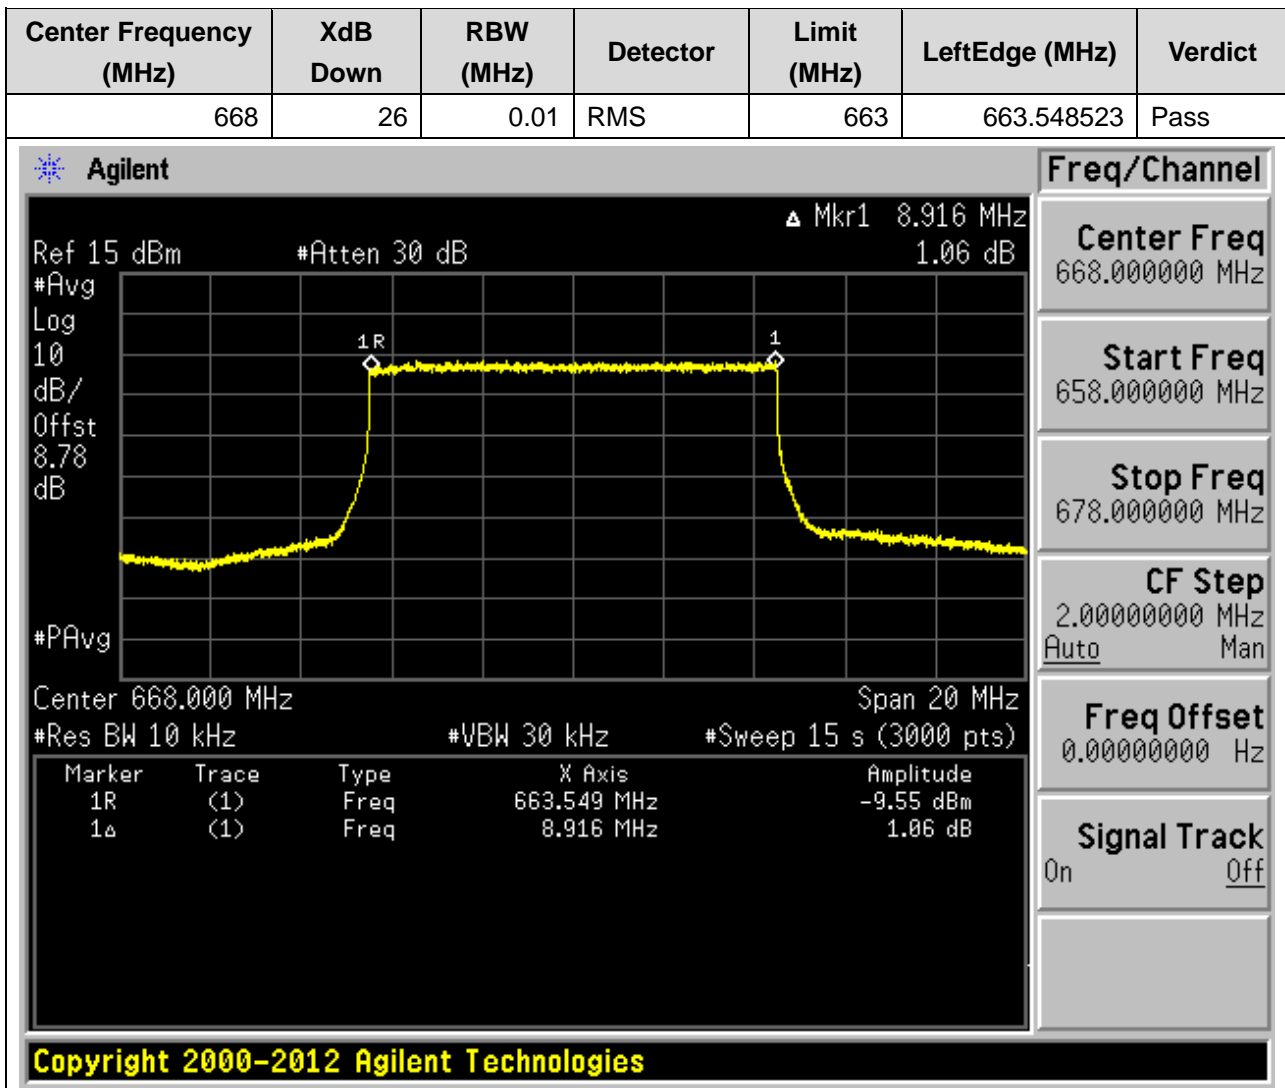 Center Frequency (MHz) XdB Down RBW (MHz) Detector Limit (MHz) LeftEdge (MHz) Verdict
668 26 0.01 RMS 663 663.548523 Pass
Agilent
Freq/Channel
Δ Mkr1 8.916 MHz
Ref 15 dBm #Atten 30 dB 1.06 dB
#Avg
Log
10
dB/
Offst
8.78
dB
1R
1
#PAvg
Center 668.000 MHz Span 20 MHz
#Res BW 10 kHz #VBW 30 kHz #Sweep 15 s (3000 pts)
Marker Trace Type X Axis Amplitude
1R (1) Freq 663.549 MHz -9.55 dBm
1Δ (1) Freq 8.916 MHz 1.06 dB
Center Freq
668.000000 MHz
Start Freq
658.000000 MHz
Stop Freq
678.000000 MHz
CF Step
2.00000000 MHz
Auto Man
Freq Offset
0.00000000 Hz
Signal Track
On Off
Copyright 2000-2012 Agilent Technologies